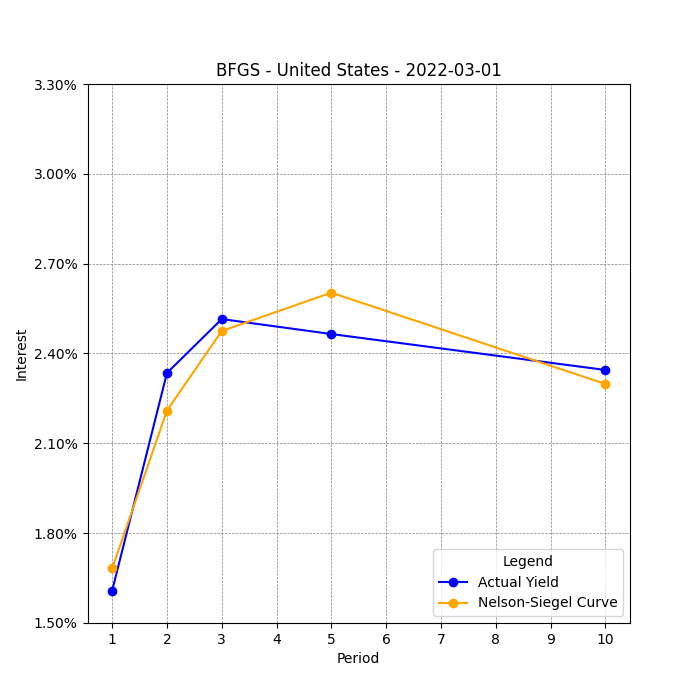 BFGS - United States - 2022-03-01
3.30%
3.00%
2.70%
2.40%
2.10%
1.80%
1.50%
Interest
1 2 3 4 5 6 7 8 9 10
Period
Legend
Actual Yield
Nelson-Siegel Curve